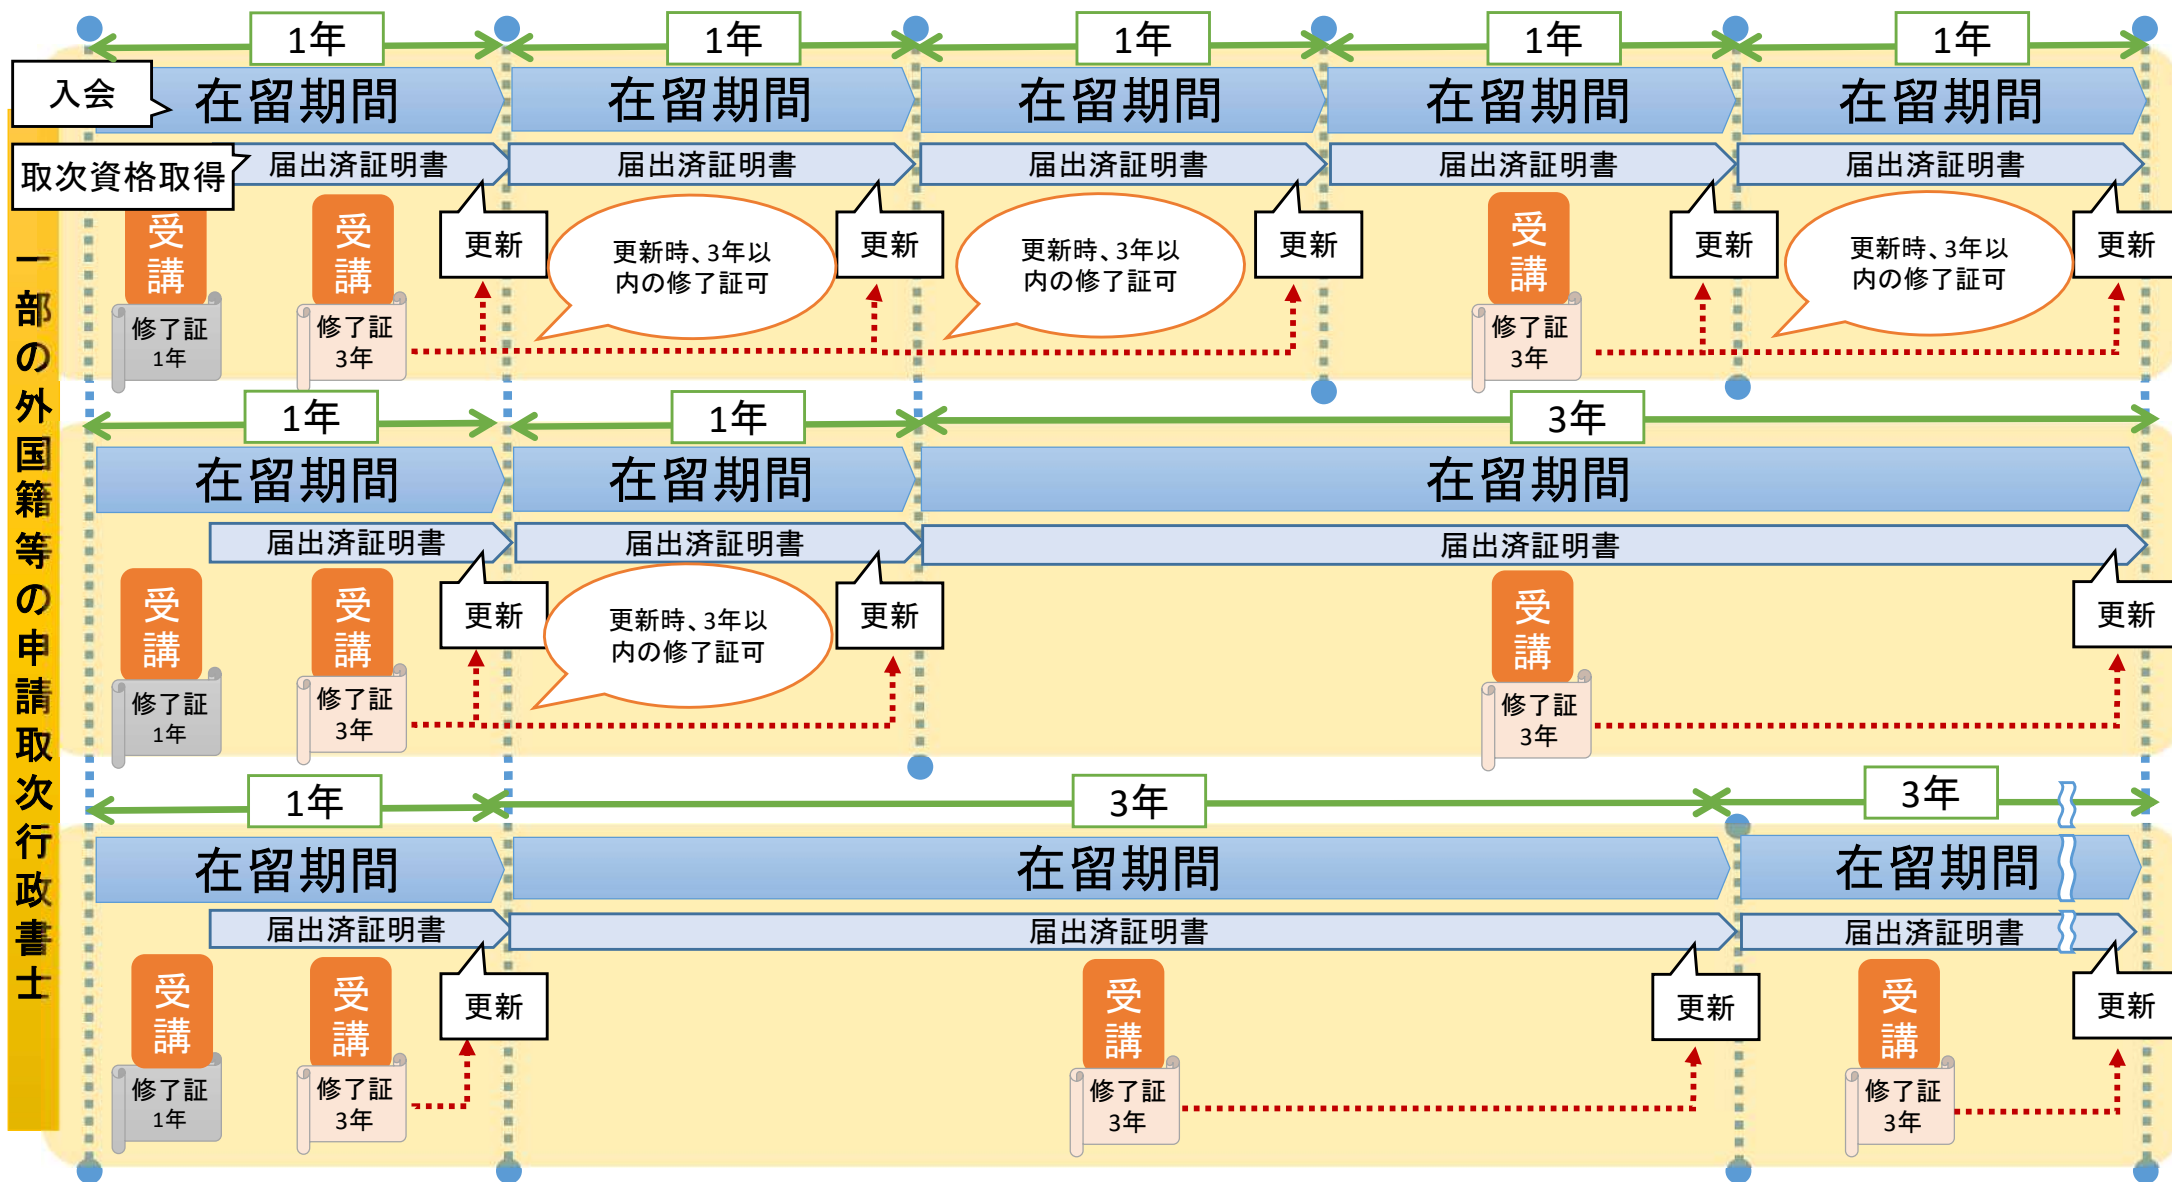 一部の外国籍等の申請取次行政書士
1年
1年
1年
1年
1年
入会
在留期間
在留期間
在留期間
在留期間
在留期間
取次資格取得
届出済証明書
届出済証明書
届出済証明書
届出済証明書
届出済証明書
受講
修了証
1年
受講
修了証
3年
更新
更新時、3年以
内の修了証可
更新
更新時、3年以
内の修了証可
更新
受講
修了証
3年
更新
更新時、3年以
内の修了証可
更新
1年
1年
3年
在留期間
在留期間
在留期間
届出済証明書
届出済証明書
届出済証明書
受講
修了証
1年
受講
修了証
3年
更新
更新時、3年以
内の修了証可
更新
受講
修了証
3年
更新
1年
3年
3年
在留期間
在留期間
在留期間
届出済証明書
届出済証明書
届出済証明書
受講
修了証
1年
受講
修了証
3年
更新
受講
修了証
3年
更新
受講
修了証
3年
更新